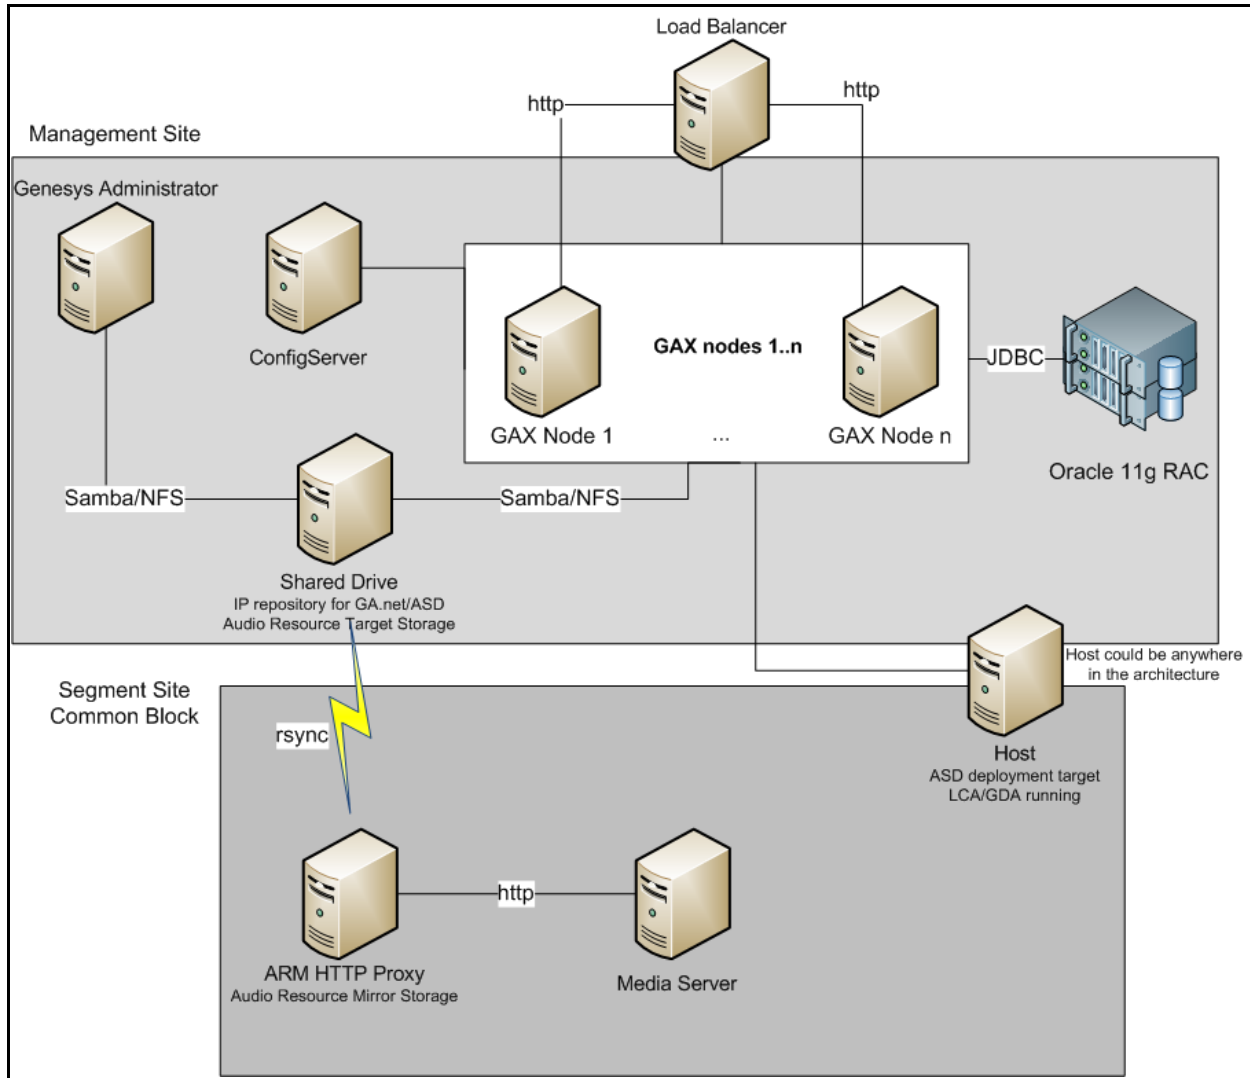 Load Balancer
http
http
Management Site
Genesys Administrator
ConfigServer
GAX nodes 1..n
GAX Node 1
...
GAX Node n
JDBC
Oracle 11g RAC
Samba/NFS
Samba/NFS
Shared Drive
IP repository for GA.net/ASD
Audio Resource Target Storage
Host could be anywhere
in the architecture
Segment Site
Common Block
rsync
Host
ASD deployment target
LCA/GDA running
http
ARM HTTP Proxy
Audio Resource Mirror Storage
Media Server